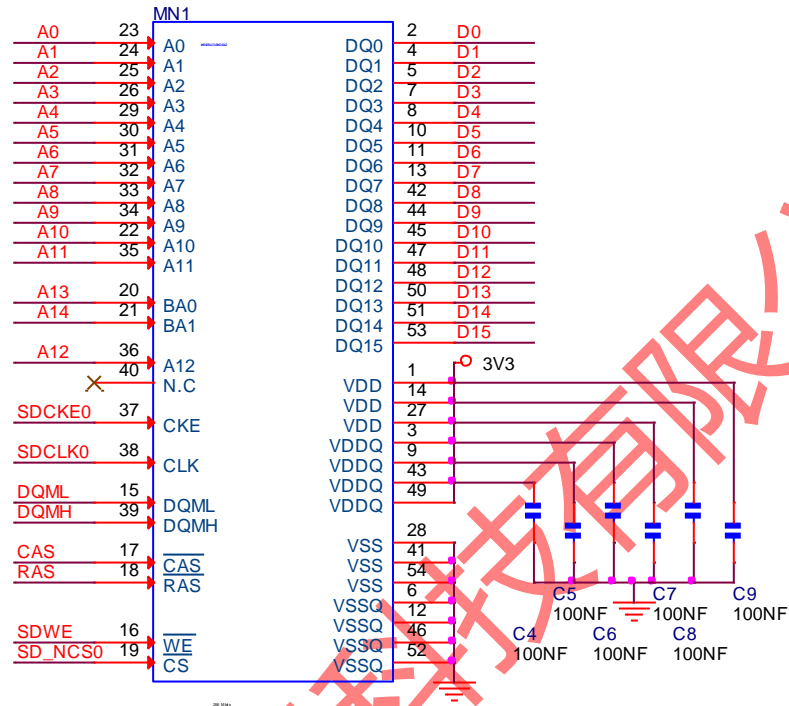 MN1
A0 23 A0 DQ0 2 D0
A1 24 A1 DQ1 4 D1
A2 25 A2 DQ2 5 D2
A3 26 A3 DQ3 7 D3
A4 29 A4 DQ4 8 D4
A5 30 A5 DQ5 10 D5
A6 31 A6 DQ6 11 D6
A7 32 A7 DQ7 13 D7
A8 33 A8 DQ8 42 D8
A9 34 A9 DQ9 44 D9
A10 22 A10 DQ10 45 D10
A11 35 A11 DQ11 47 D11
DQ12 48 D12
A13 20 BA0 DQ13 50 D13
A14 21 BA1 DQ14 51 D14
DQ15 53 D15
A12 36 A12 3V3
40 N.C VDD 1
VDD 14
SDCKE0 37 CKE VDD 27
VDDQ 3
SDCLK0 38 CLK VDDQ 9
VDDQ 43
DQML 15 DQML VDDQ 49
DQMH 39 DQMH
VSS 28
CAS 17 CAS VSS 41
RAS 18 RAS VSS 54
VSSQ 6
VSSQ 12
SDWE 16 WE VSSQ 46
SD_NCS0 19 CS VSSQ 52
C5 C7 C9
100NF 100NF 100NF
C4 C6 C8
100NF 100NF 100NF
科技有限公